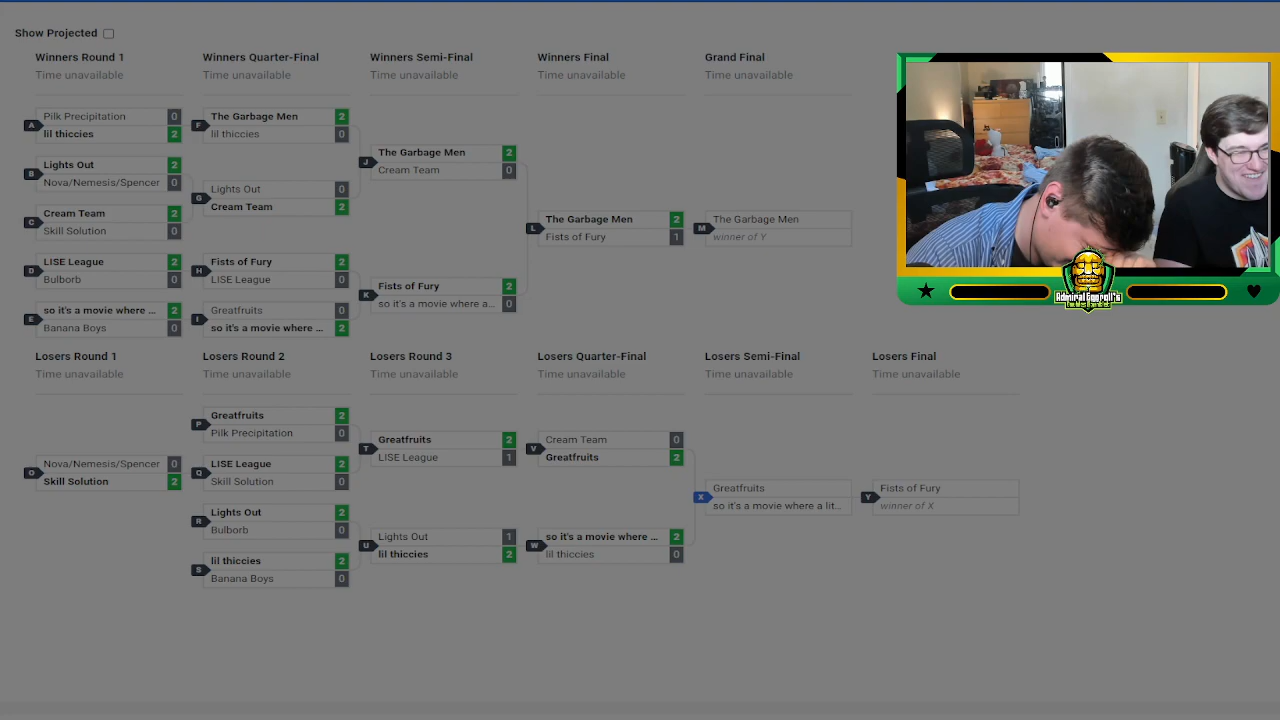 Show Projected
Winners Round 1
Time unavailable
Winners Quarter-Final
Time unavailable
Winners Semi-Final
Time unavailable
Winners Final
Time unavailable
Grand Final
Time unavailable
A
Pilk Precipitation 0
lil thiccies 2
B
Lights Out 2
Nova/Nemesis/Spencer 0
C
Cream Team 2
Skill Solution 0
D
LISE League 2
Bulborb 0
E
so it's a movie where ... 2
Banana Boys 0
F
The Garbage Men 2
lil thiccies 0
G
Lights Out 0
Cream Team 2
H
Fists of Fury 2
LISE League 0
I
Greatfruits 0
so it's a movie where ... 2
J
The Garbage Men 2
Cream Team 0
K
Fists of Fury 2
so it's a movie where a... 0
L
The Garbage Men 2
Fists of Fury 1
M
The Garbage Men
winner of Y
Losers Round 1
Time unavailable
Losers Round 2
Time unavailable
Losers Round 3
Time unavailable
Losers Quarter-Final
Time unavailable
Losers Semi-Final
Time unavailable
Losers Final
Time unavailable
O
Nova/Nemesis/Spencer 0
Skill Solution 2
P
Greatfruits 2
Pilk Precipitation 0
Q
LISE League 2
Skill Solution 0
R
Lights Out 2
Bulborb 0
S
lil thiccies 2
Banana Boys 0
T
Greatfruits 2
LISE League 1
U
Lights Out 1
lil thiccies 2
V
Cream Team 0
Greatfruits 2
W
so it's a movie where ... 2
lil thiccies 0
X
Greatfruits
so it's a movie where a lit...
Y
Fists of Fury
winner of X
Admiral Eggroll's